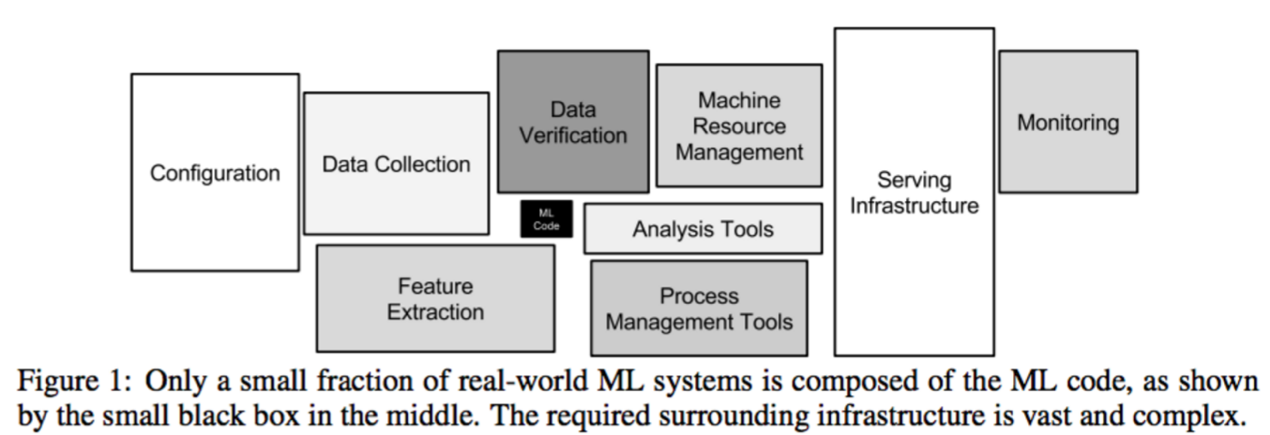 Configuration
Data Collection
Data
Verification
Machine
Resource
Management
Serving
Infrastructure
Monitoring
ML
Code
Analysis Tools
Feature
Extraction
Process
Management Tools
Figure 1: Only a small fraction of real-world ML systems is composed of the ML code, as shown
by the small black box in the middle. The required surrounding infrastructure is vast and complex.